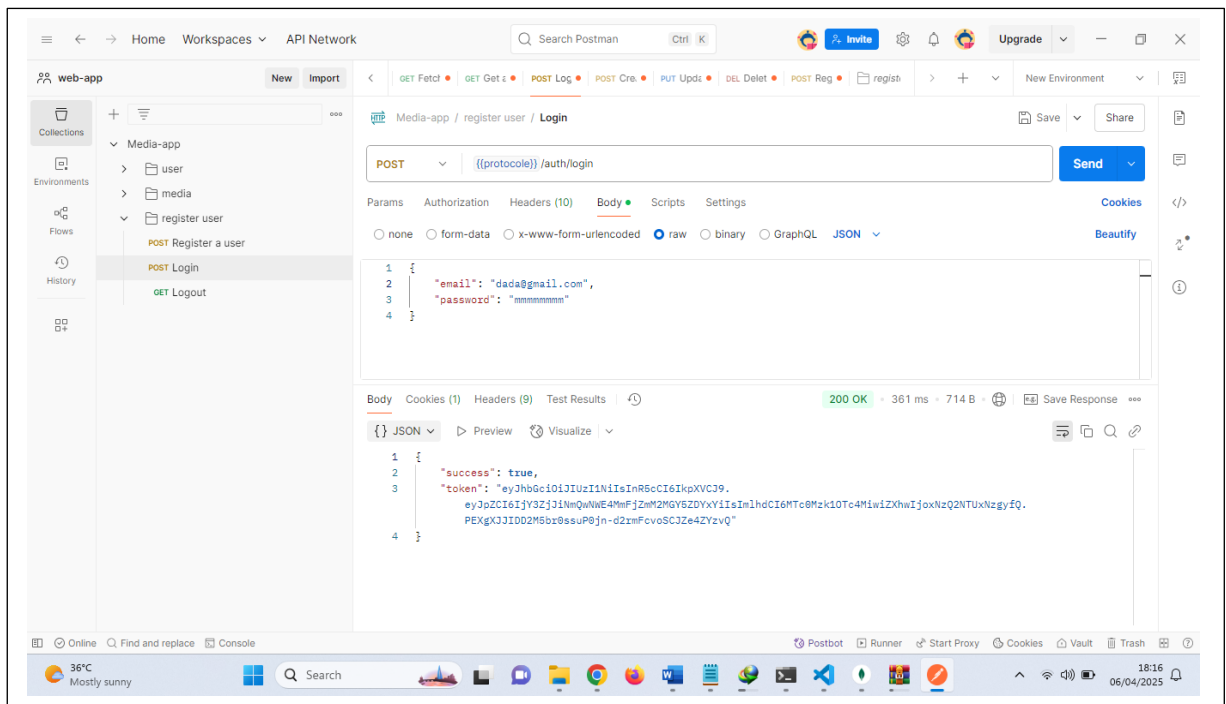 Home Workspaces API Network Search Postman Ctrl K Invite Upgrade
web-app New Import GET Fetcl GET Get a POST Log POST Cre. PUT Upda DEL Delet POST Reg registe New Environment
Collections
Environments
Flows
History
Media-app
user
media
register user
POST Register a user
POST Login
GET Logout
HTTP Media-app / register user / Login Save Share
POST {{protocole}} /auth/login Send
Params Authorization Headers (10) Body Scripts Settings Cookies
none form-data x-www-form-urlencoded raw binary GraphQL JSON Beautify
1 {
2 "email": "dada@gmail.com",
3 "password": "mmmmmmmm"
4 }
Body Cookies (1) Headers (9) Test Results 200 OK 361 ms 714 B Save Response
{} JSON Preview Visualize
1 {
2 "success": true,
3 "token": "eyJhbGciOiJIUzI1NiIsInR5cCI6IkpXVCJ9.
4 }
Online Find and replace Console Postbot Runner Start Proxy Cookies Vault Trash
36°C
Mostly sunny
Search
18:16
06/04/2025